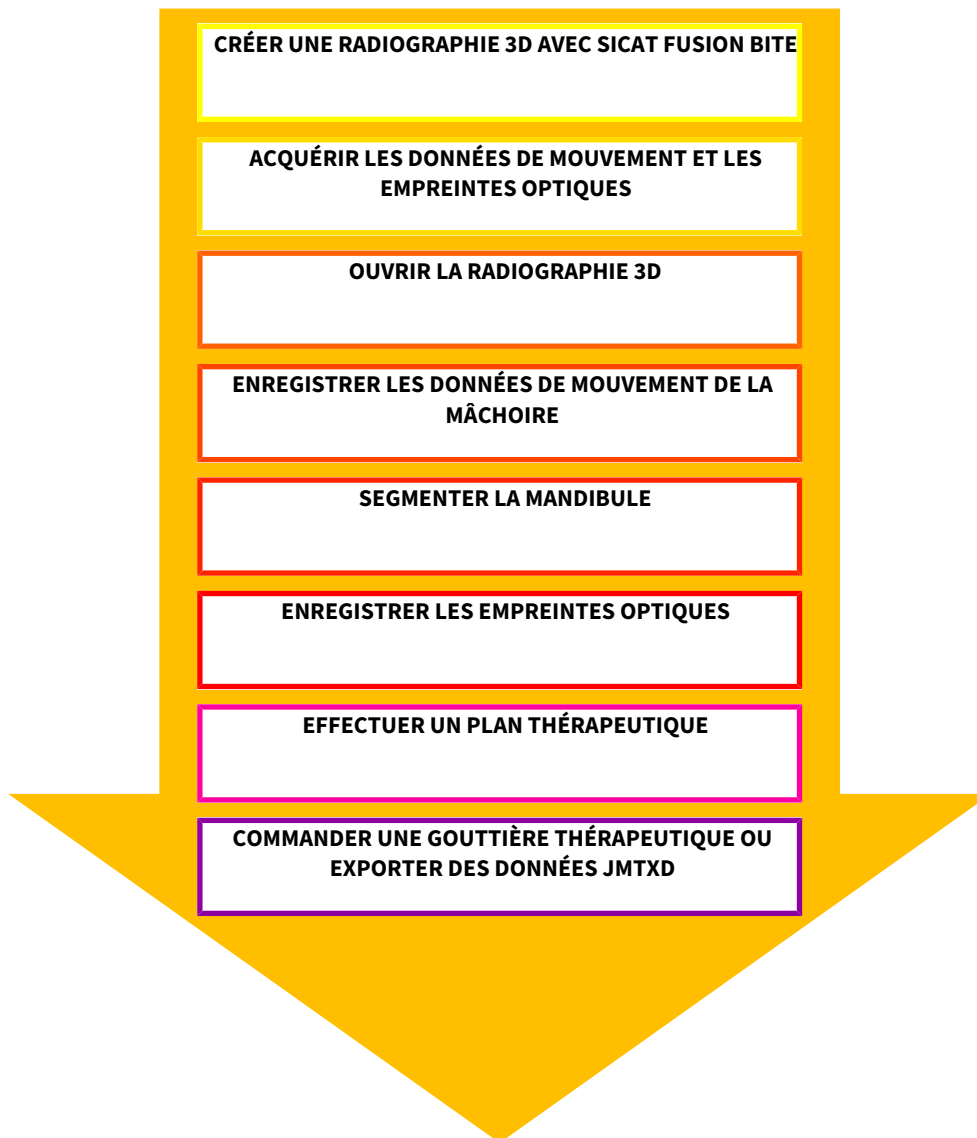 CRÉER UNE RADIOGRAPHIE 3D AVEC SICAT FUSION BITE
ACQUÉRIR LES DONNÉES DE MOUVEMENT ET LES
EMPREINTES OPTIQUES
OUVRIR LA RADIOGRAPHIE 3D
ENREGISTRER LES DONNÉES DE MOUVEMENT DE LA
MÂCHOIRE
SEGMENTER LA MANDIBULE
ENREGISTRER LES EMPREINTES OPTIQUES
EFFECTUER UN PLAN THÉRAPEUTIQUE
COMMANDER UNE GOUTTIÈRE THÉRAPEUTIQUE OU
EXPORTER DES DONNÉES JMTXD